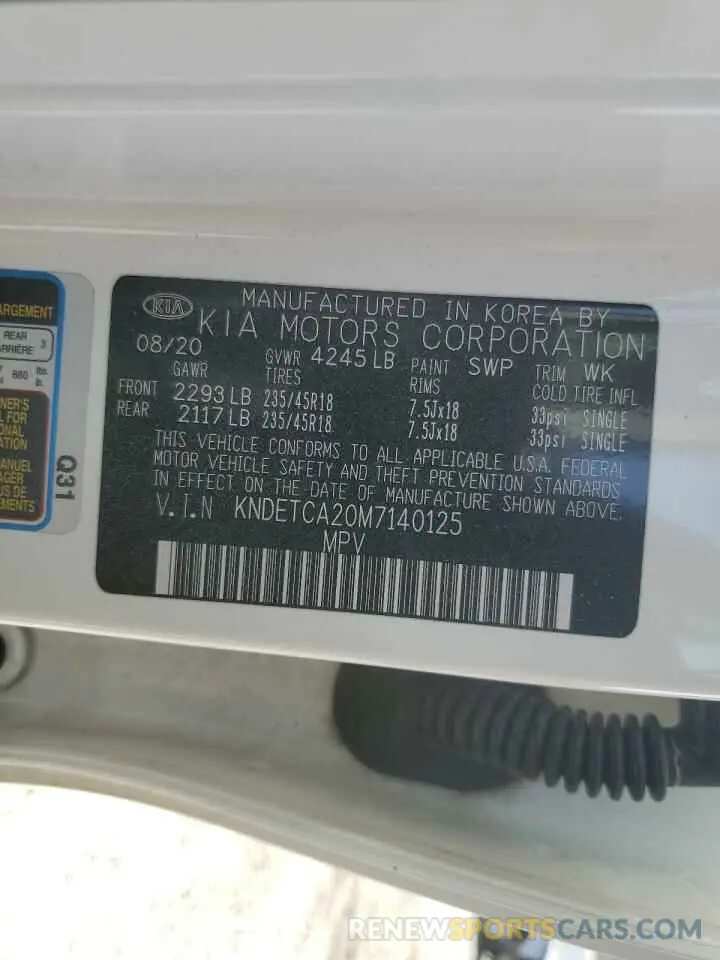 MANUFACTURED IN KOREA BY
KIA KIA MOTORS CORPORATION
08/20 GVWR 4245 LB PAINT SWP TRIM WK
GAWR TIRES RIMS COLD TIRE INFL
FRONT 2293 LB 235/45R18 7.5Jx18 33psi SINGLE
REAR 2117 LB 235/45R18 7.5Jx18 33psi SINGLE
THIS VEHICLE CONFORMS TO ALL APPLICABLE U.S.A. FEDERAL
MOTOR VEHICLE SAFETY AND THEFT PREVENTION STANDARDS
IN EFFECT ON THE DATE OF MANUFACTURE SHOWN ABOVE.
V.I.N KNDETCA20M7140125
MPV
ARGEMENT
REAR 3
ARRIÈRE
lbs.
Q31
RENEWSPORTSCARS.COM